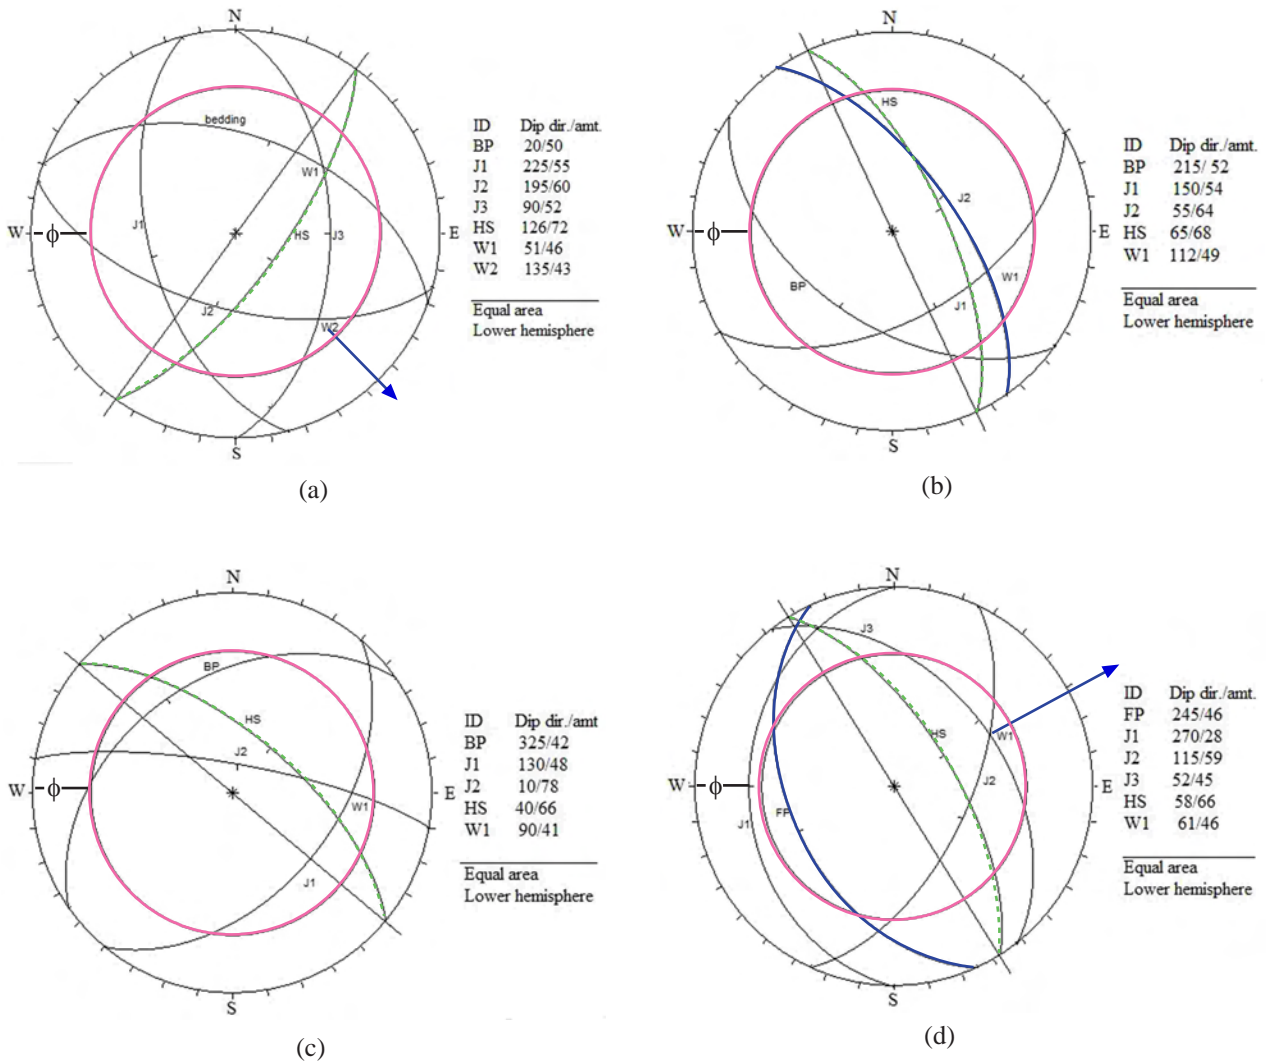 N
bedding
W1
W
ϕ
J1
HS
J3
E
J2
W2
S
ID Dip dir./amt.
BP 20/50
J1 225/55
J2 195/60
J3 90/52
HS 126/72
W1 51/46
W2 135/43
Equal area
Lower hemisphere
(a)
N
HS
J2
W
ϕ
E
W1
BP
J1
S
ID Dip dir./amt.
BP 215/ 52
J1 150/54
J2 55/64
HS 65/68
W1 112/49
Equal area
Lower hemisphere
(b)
N
BP
HS
J2
W
ϕ
E
W1
J1
S
ID Dip dir./amt
BP 325/42
J1 130/48
J2 10/78
HS 40/66
W1 90/41
Equal area
Lower hemisphere
(c)
N
J3
HS
W1
W
ϕ
J2
E
J1
FP
S
ID Dip dir./amt.
FP 245/46
J1 270/28
J2 115/59
J3 52/45
HS 58/66
W1 61/46
Equal area
Lower hemisphere
(d)